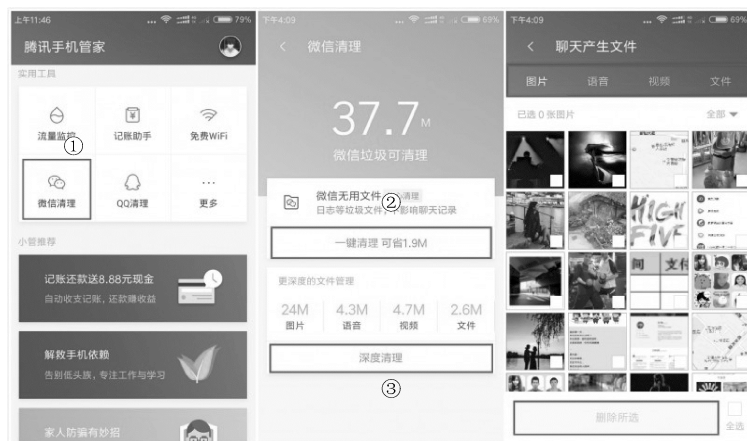 上午11:46
79%
腾讯手机管家
实用工具
流量监控
记账助手
免费WiFi
①
微信清理
QQ清理
更多
小管推荐
记账还款送8.88元现金
自动收支记账，还款赚收益
解救手机依赖
告别低头族，专注工作与学习
家人防骗有妙招
下午4:09
69%
微信清理
37.7M
微信垃圾可清理
微信无用文件
清理
②
日志等垃圾文件，不影响聊天记录
一键清理 可省1.9M
更深度的文件管理
24M 4.3M 4.7M 2.6M
图片 语音 视频 文件
深度清理
③
下午4:09
69%
聊天产生文件
图片 语音 视频 文件
已选 0 张图片
全部
HIGH
FIVE
间 文件
删除所选
全选